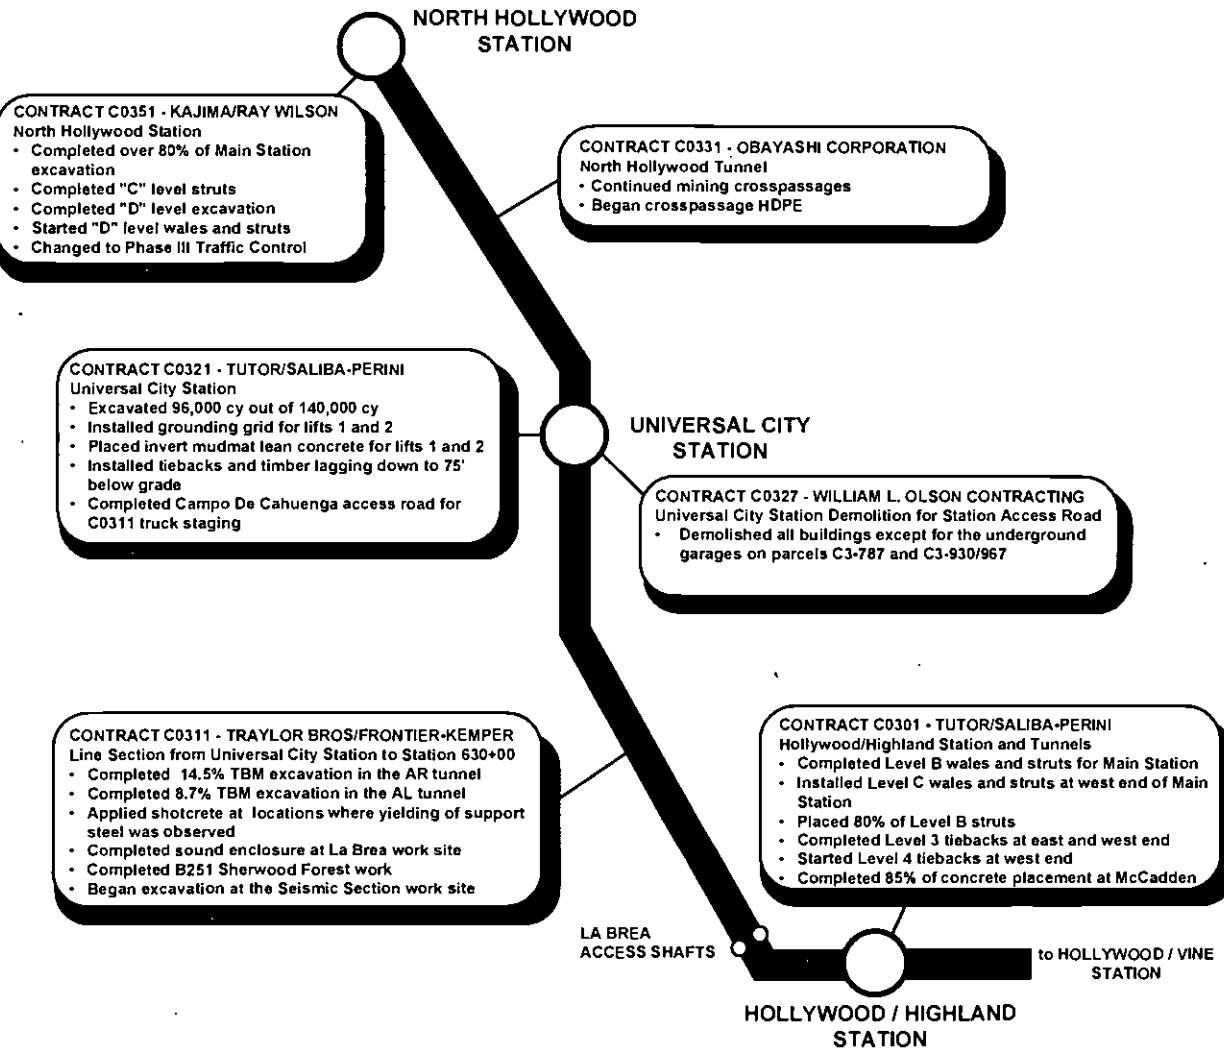 NORTH HOLLYWOOD
STATION
CONTRACT C0351 - KAJIMA/RAY WILSON
North Hollywood Station
• Completed over 80% of Main Station
excavation
• Completed "C" level struts
• Completed "D" level excavation
• Started "D" level wales and struts
• Changed to Phase III Traffic Control
CONTRACT C0331 - OBAYASHI CORPORATION
North Hollywood Tunnel
• Continued mining crosspassages
• Began crosspassage HDPE
CONTRACT C0321 - TUTOR/SALIBA-PERINI
Universal City Station
• Excavated 96,000 cy out of 140,000 cy
• Installed grounding grid for lifts 1 and 2
• Placed invert mudmat lean concrete for lifts 1 and 2
• Installed tiebacks and timber lagging down to 75'
below grade
• Completed Campo De Cahuenga access road for
C0311 truck staging
UNIVERSAL CITY
STATION
CONTRACT C0327 - WILLIAM L. OLSON CONTRACTING
Universal City Station Demolition for Station Access Road
• Demolished all buildings except for the underground
garages on parcels C3-787 and C3-930/967
CONTRACT C0311 - TRAYLOR BROS/FRONTIER-KEMPER
Line Section from Universal City Station to Station 630+00
• Completed 14.5% TBM excavation in the AR tunnel
• Completed 8.7% TBM excavation in the AL tunnel
• Applied shotcrete at locations where yielding of support
steel was observed
• Completed sound enclosure at La Brea work site
• Completed B251 Sherwood Forest work
• Began excavation at the Seismic Section work site
CONTRACT C0301 - TUTOR/SALIBA-PERINI
Hollywood/Highland Station and Tunnels
• Completed Level B wales and struts for Main Station
• Installed Level C wales and struts at west end of Main
Station
• Placed 80% of Level B struts
• Completed Level 3 tiebacks at east and west end
• Started Level 4 tiebacks at west end
• Completed 85% of concrete placement at McCadden
LA BREA
ACCESS SHAFTS
to HOLLYWOOD / VINE
STATION
HOLLYWOOD / HIGHLAND
STATION